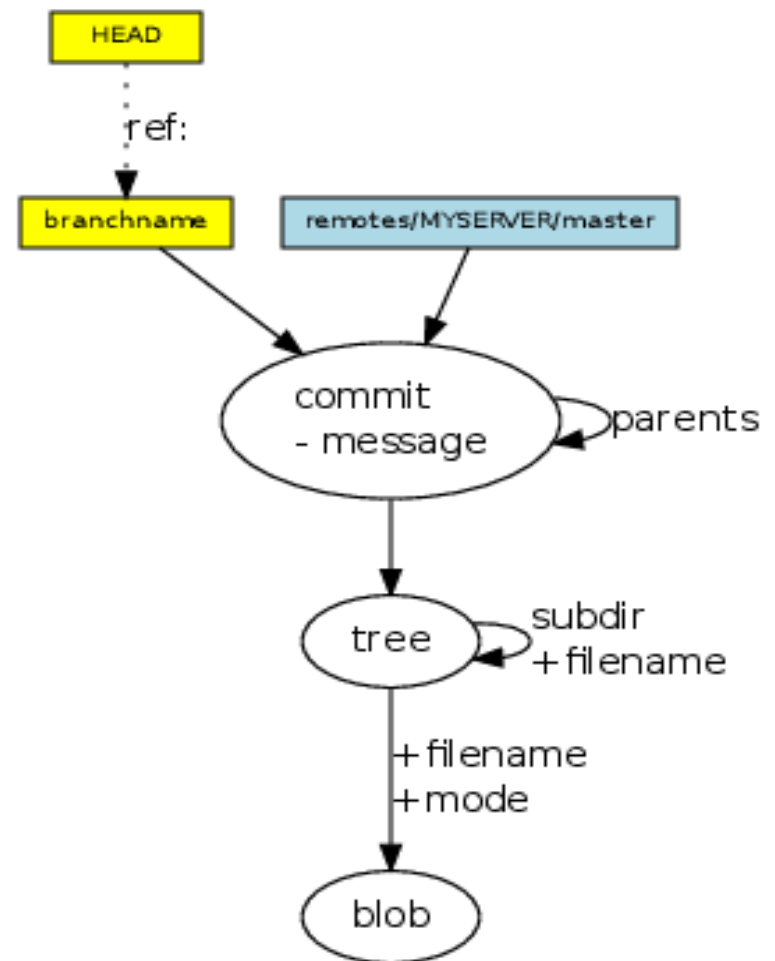 HEAD
ref:
branchname
remotes/MYSERVER/master
commit
- message
parents
tree
subdir
+filename
+filename
+mode
blob